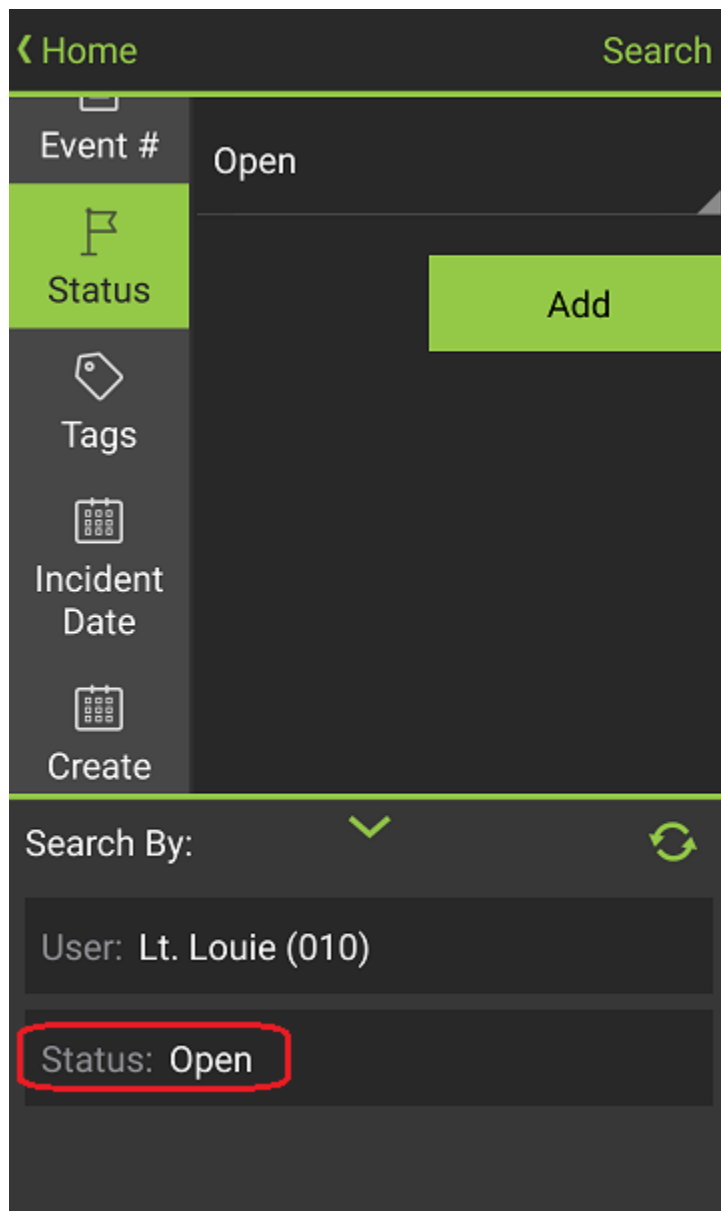 Home
Search
Event #
Open
Status
Add
Tags
Incident
Date
Create
Search By:
User: Lt. Louie (010)
Status: Open